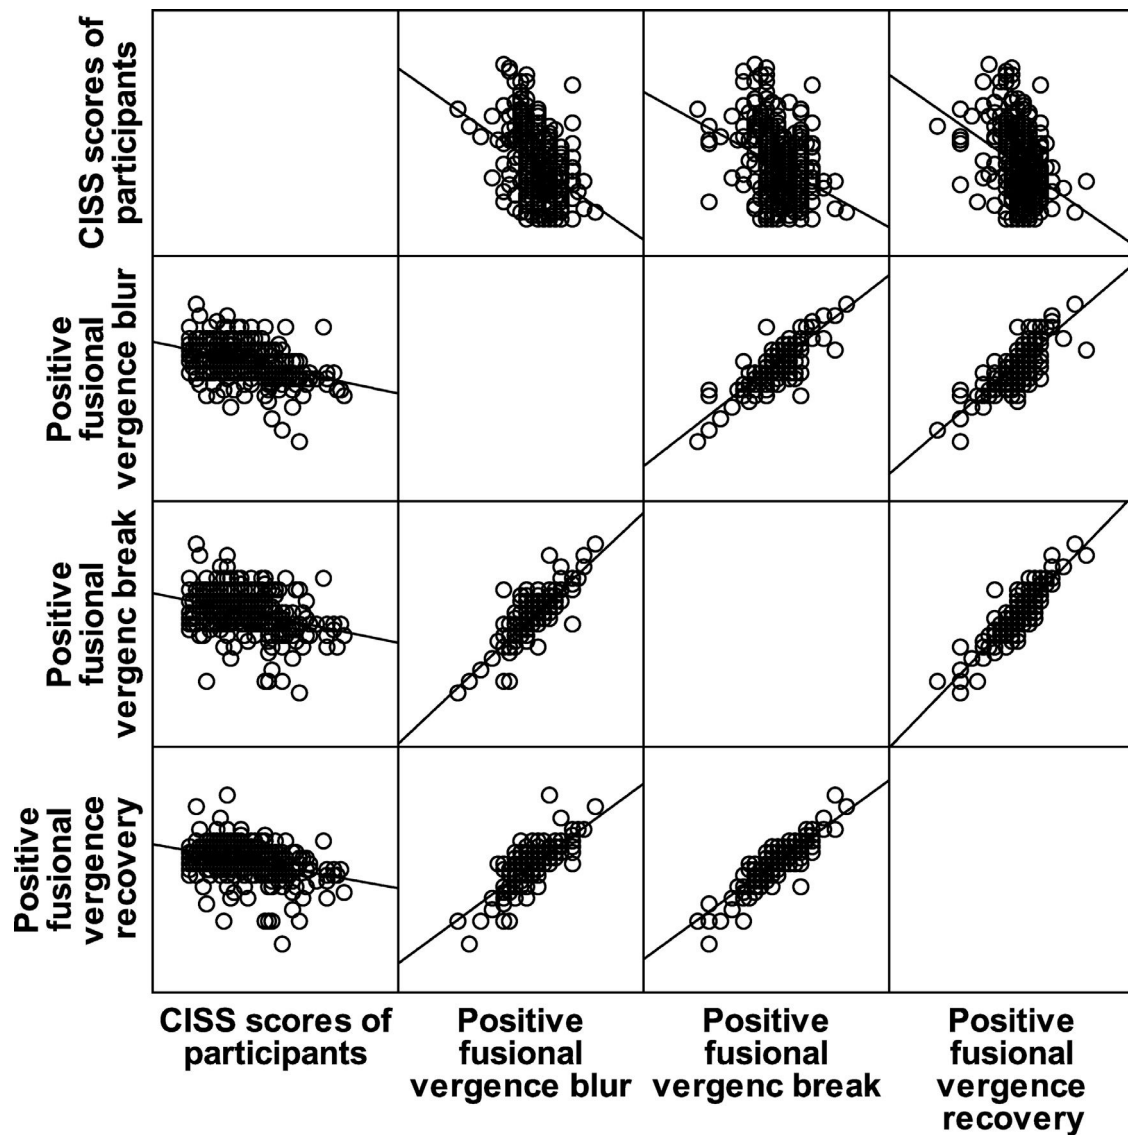 CISS scores of
participants
Positive
fusional
vergence blur
Positive
fusional
vergenc break
Positive
fusional
vergence
recovery
CISS scores of
participants
Positive
fusional
vergence blur
Positive
fusional
vergenc break
Positive
fusional
vergence
recovery